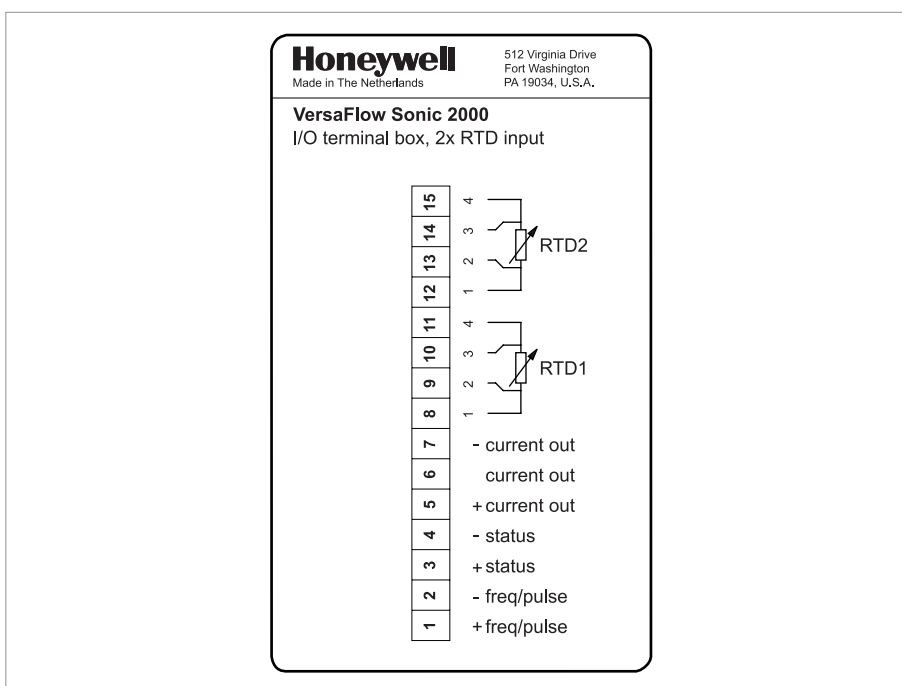 Honeywell
Made in The Netherlands
512 Virginia Drive
Fort Washington
PA 19034, U.S.A.
VersaFlow Sonic 2000
I/O terminal box, 2x RTD input
15 4
14 3
13 2
12 1
RTD2
11 4
10 3
9 2
8 1
RTD1
7 - current out
6 current out
5 + current out
4 - status
3 + status
2 - freq/pulse
1 + freq/pulse